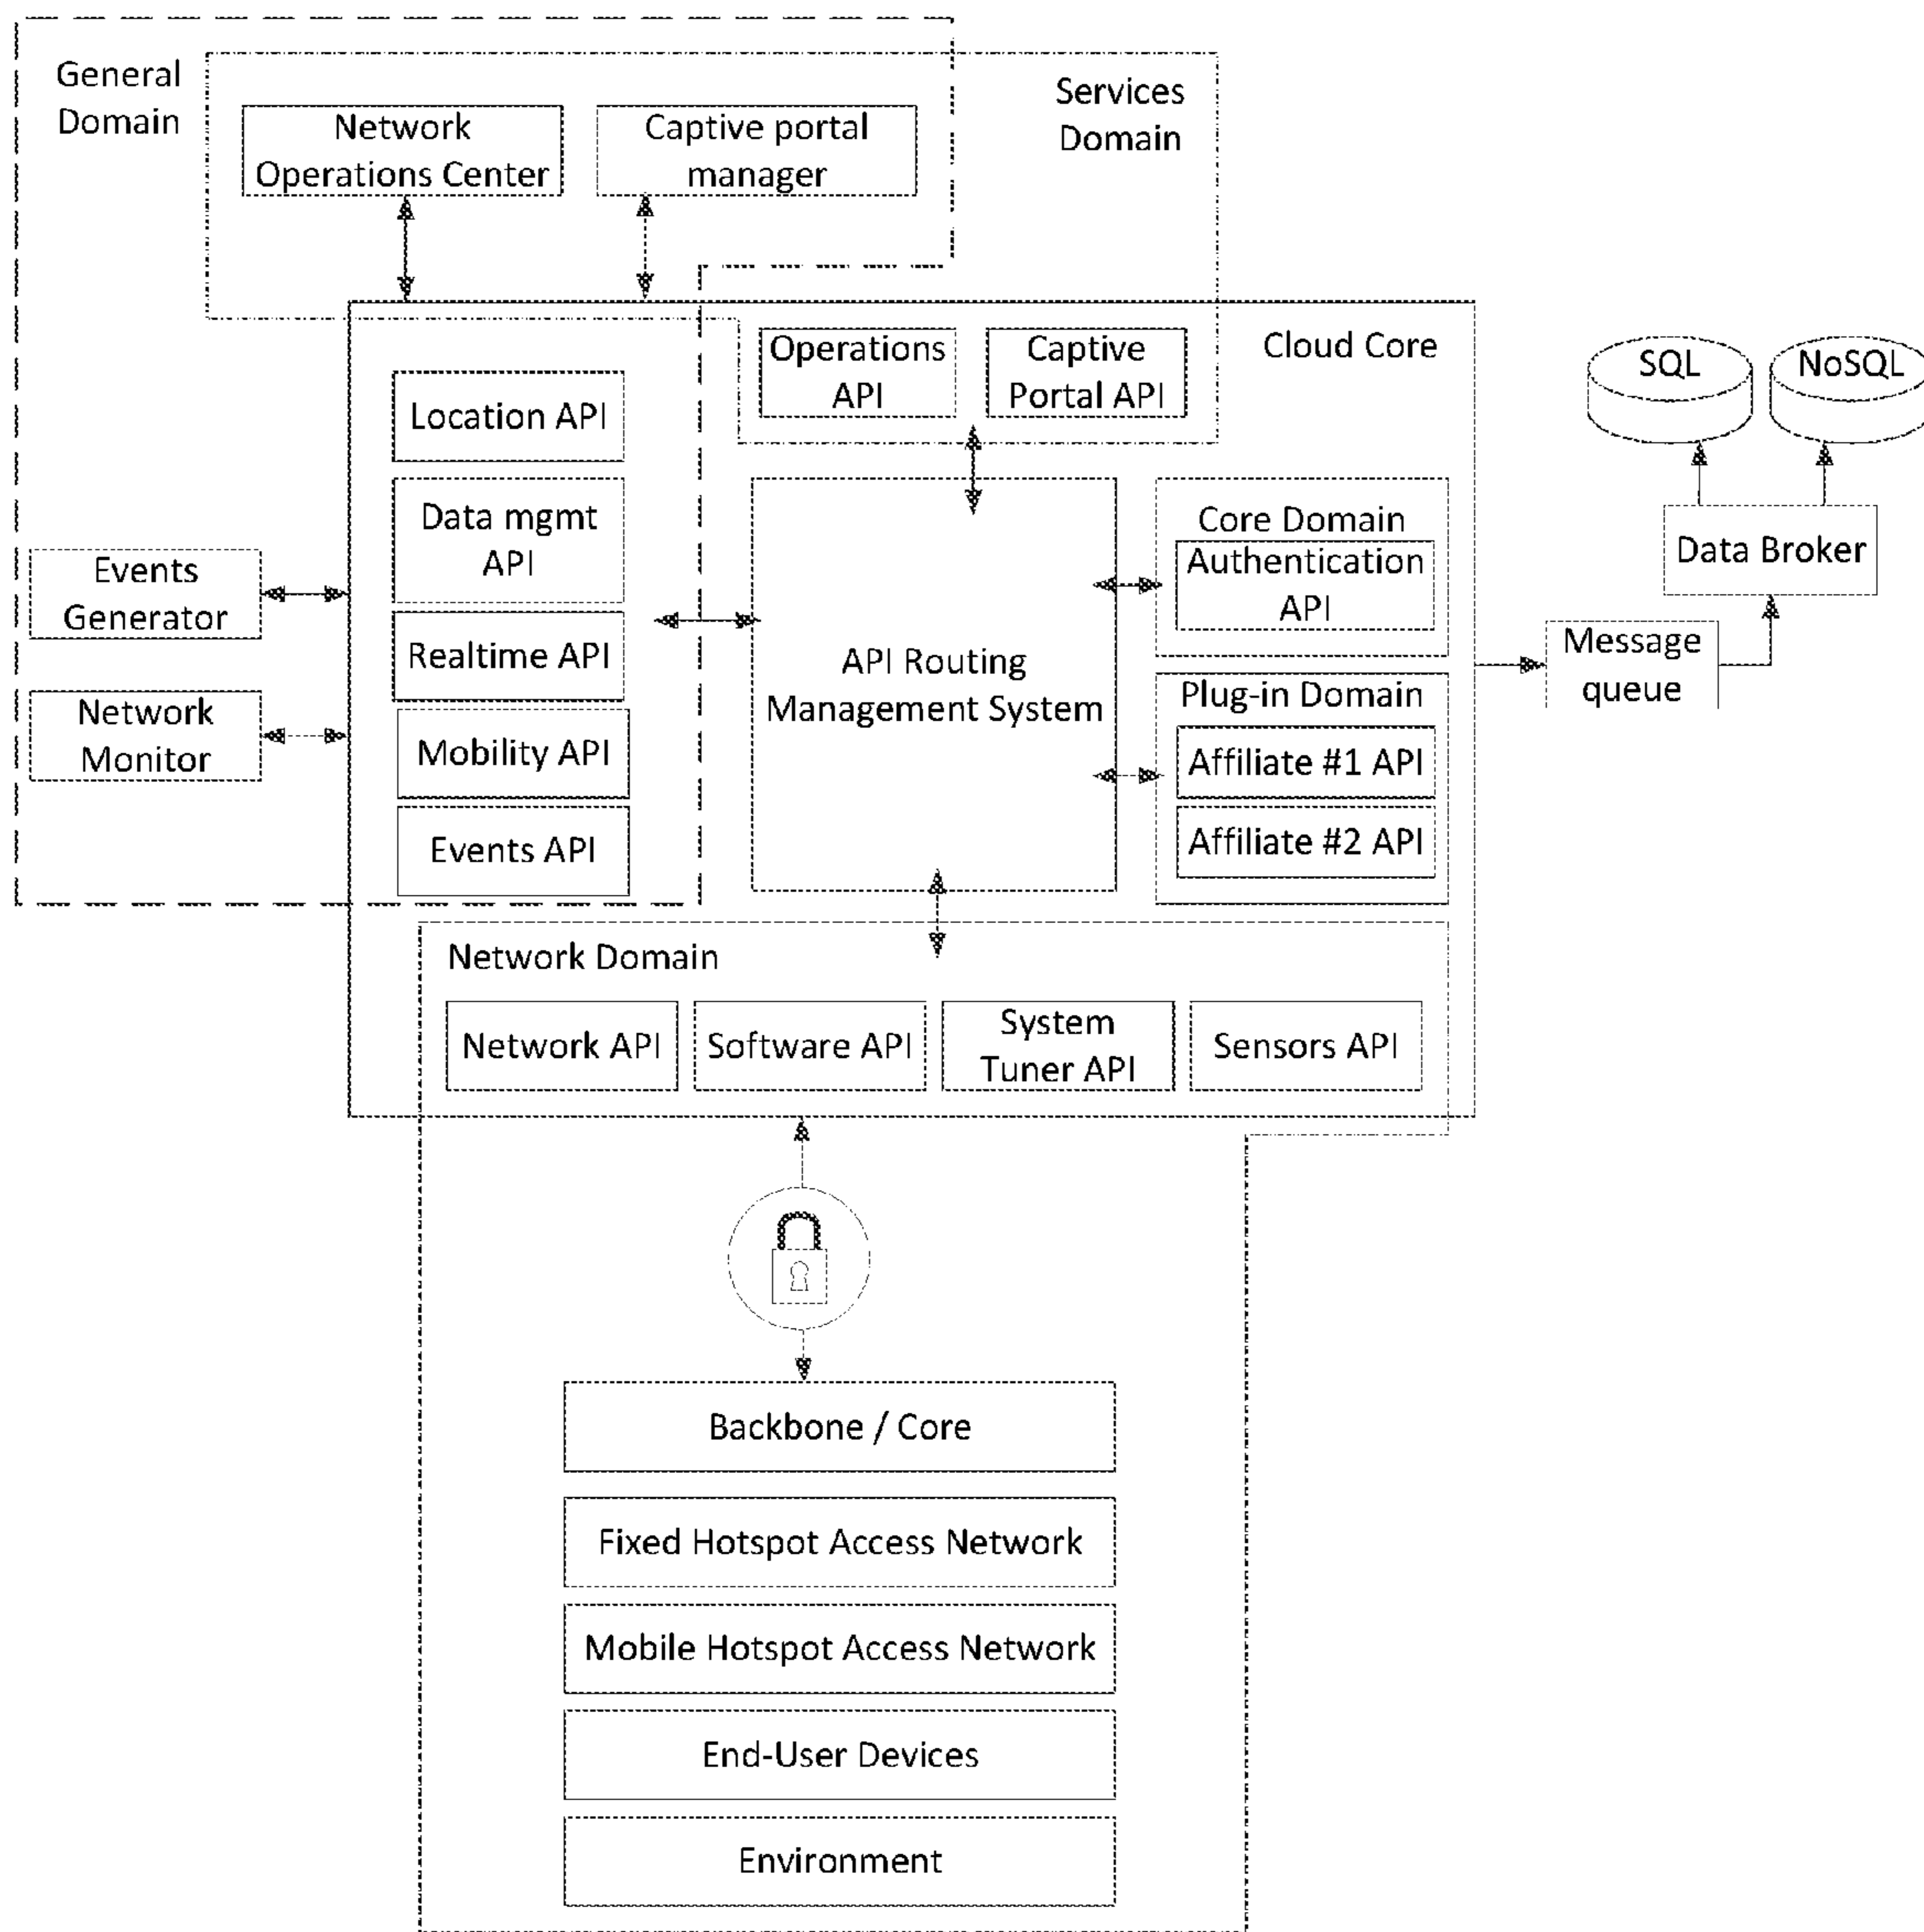 General
Domain
Services
Domain
Network
Operations Center
Captive portal
manager
Operations
API
Captive
Portal API
Cloud Core
SQL
NoSQL
Location API
Data mgmt
API
Realtime API
Mobility API
Events API
Events
Generator
Network
Monitor
API Routing
Management System
Core Domain
Authentication
API
Plug-in Domain
Affiliate #1 API
Affiliate #2 API
Data Broker
Message
queue
Network Domain
Network API
Software API
System
Tuner API
Sensors API
Backbone / Core
Fixed Hotspot Access Network
Mobile Hotspot Access Network
End-User Devices
Environment